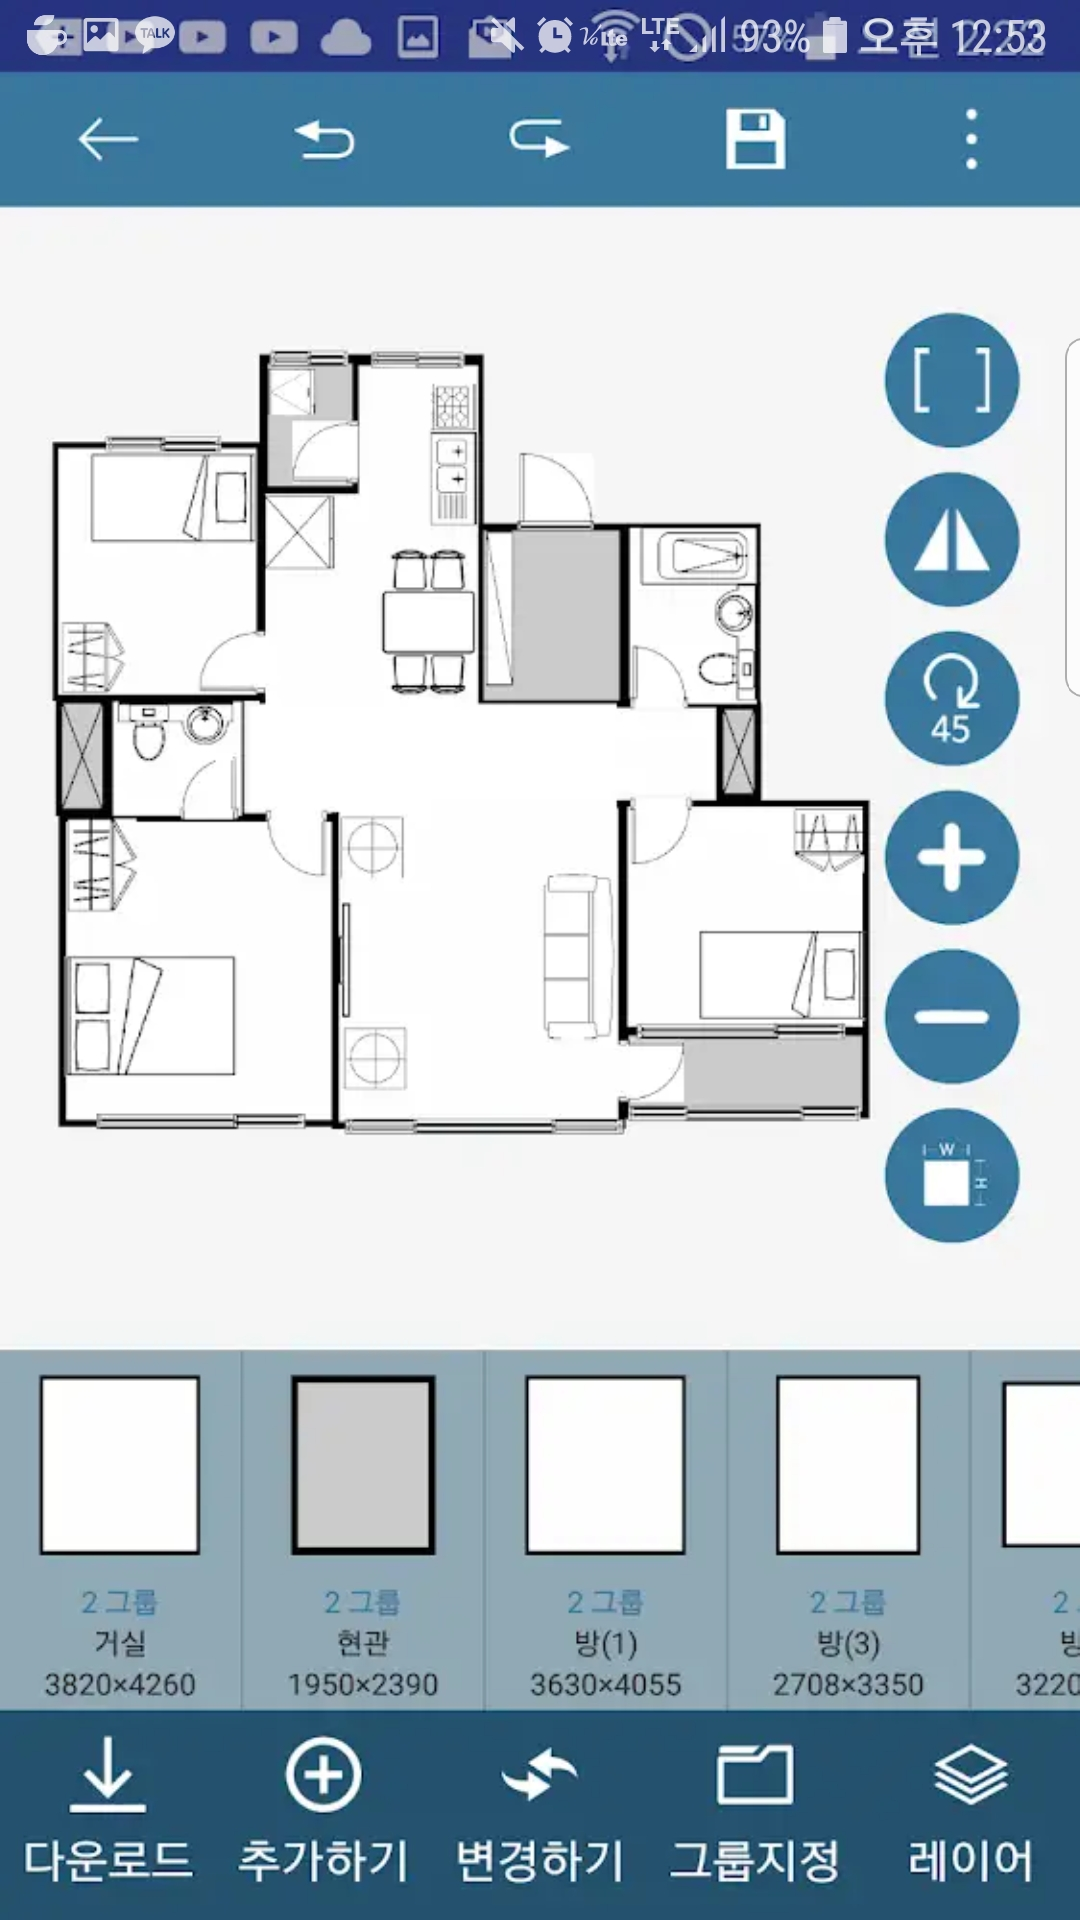 TALK VoLTE LTE 93% 오후 12:53
45
W
H
2 그룹
거실
3820×4260
2 그룹
현관
1950×2390
2 그룹
방(1)
3630×4055
2 그룹
방(3)
2708×3350
2
3220
다운로드
추가하기
변경하기
그룹지정
레이어